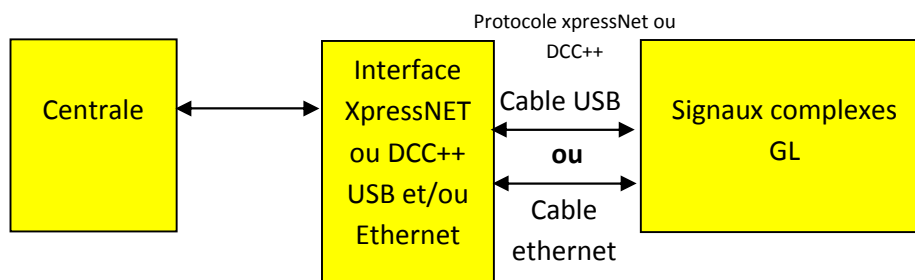 Centrale
Interface
XpressNET
ou DCC++
USB et/ou
Ethernet
Protocole xpressNet ou
DCC++
Cable USB
ou
Cable
ethernet
Signaux complexes
GL